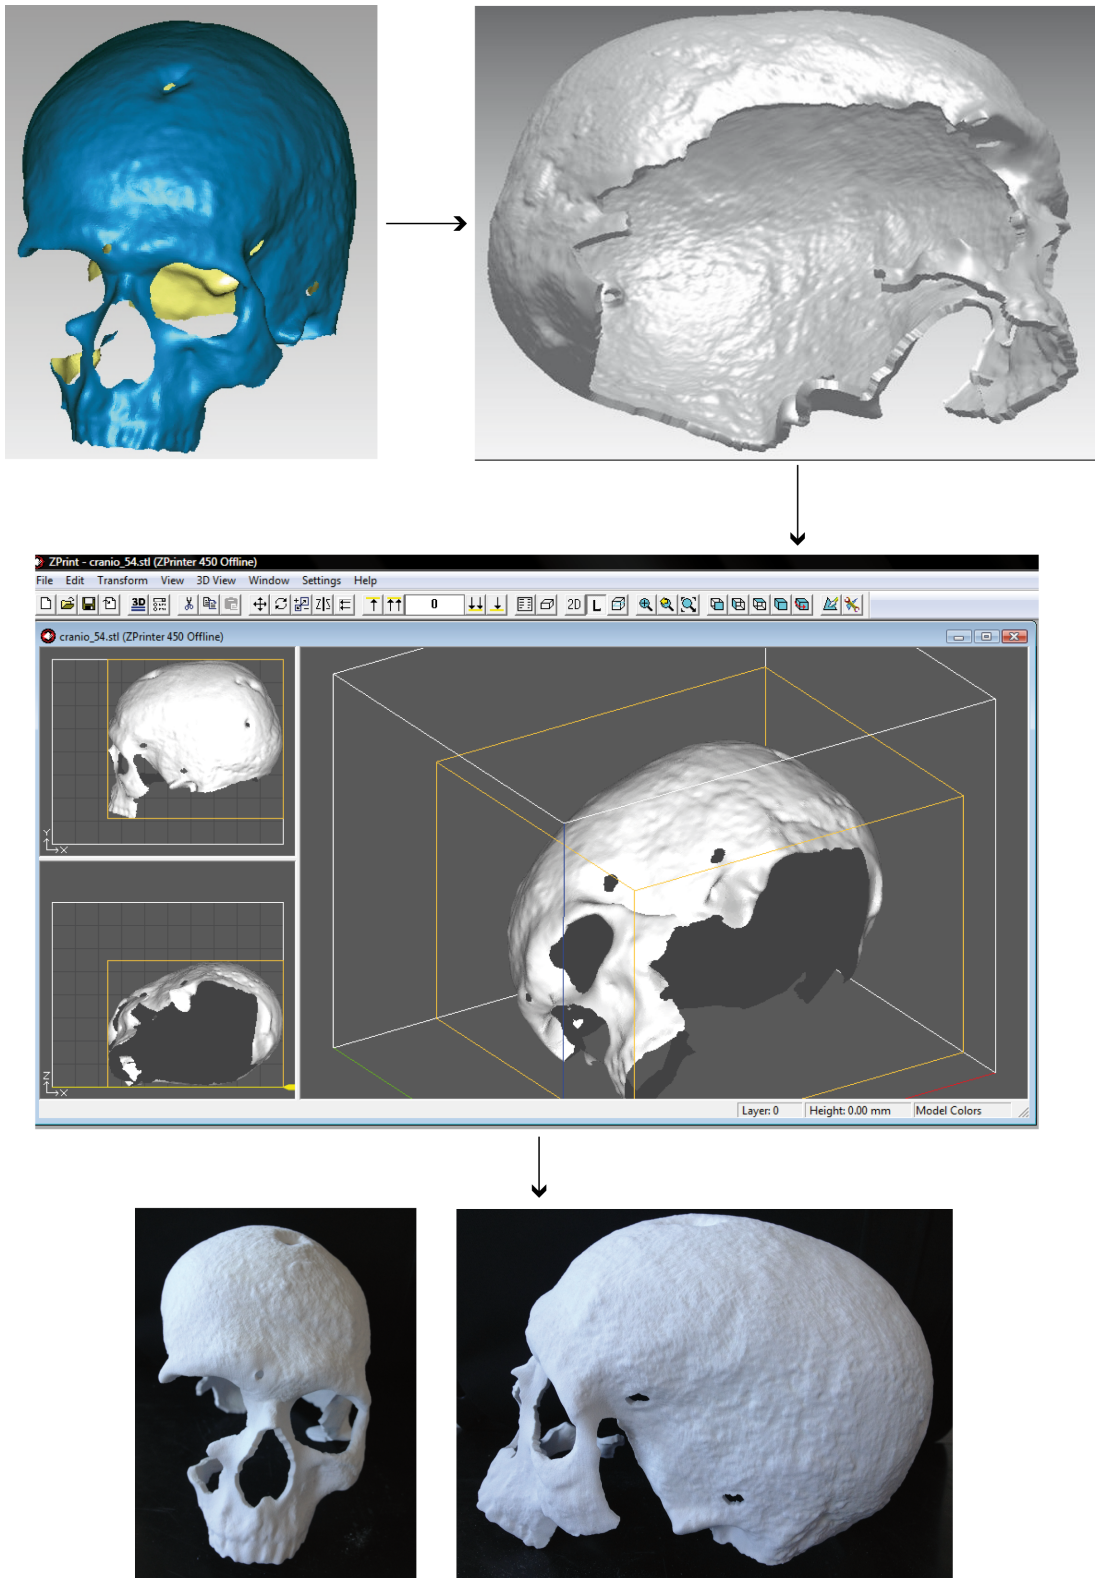 ZPrint - cranio_54.stl (ZPrinter 450 Offline)
File Edit Transform View 3D View Window Settings Help
3D Z|Z 0 2D L
cranio_54.stl (ZPrinter 450 Offline)
Y
X
Z
X
Layer: 0 Height: 0.00 mm Model Colors